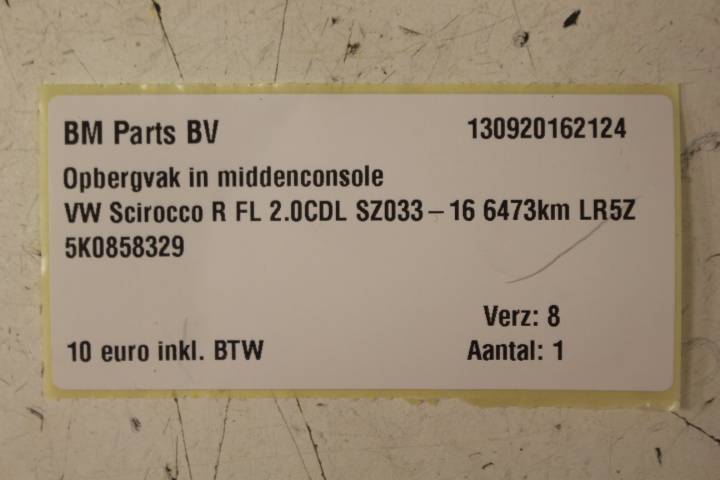 BM Parts BV 130920162124
Opbergvak in middenconsole
VW Scirocco R FL 2.0CDL SZ033 – 16 6473km LR5Z
5K0858329
Verz: 8
10 euro inkl. BTW Aantal: 1